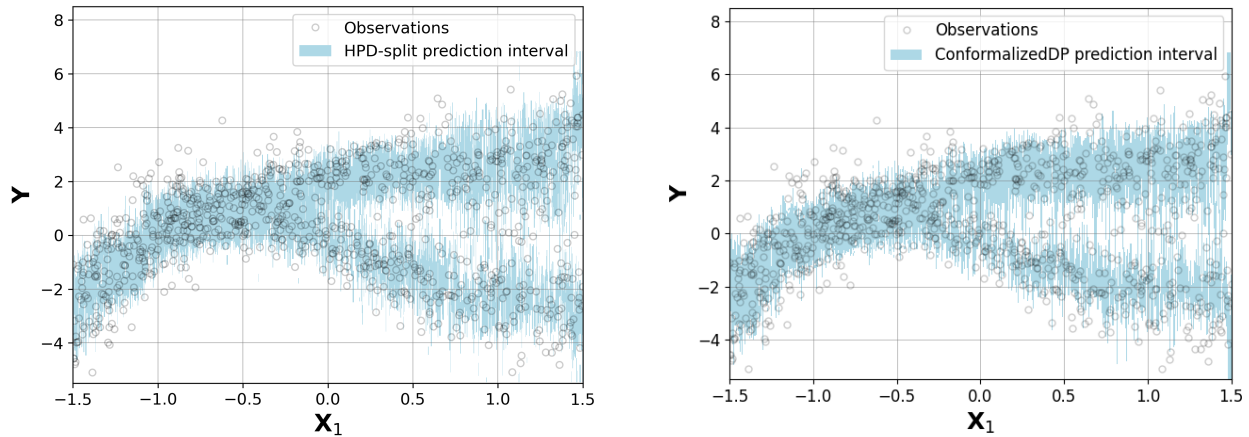 8
6
4
2
0
−2
−4
Y
Observations
HPD-split prediction interval
−1.5 −1.0 −0.5 0.0 0.5 1.0 1.5
X₁
8
6
4
2
0
−2
−4
Y
Observations
ConformalizedDP prediction interval
−1.5 −1.0 −0.5 0.0 0.5 1.0 1.5
X₁